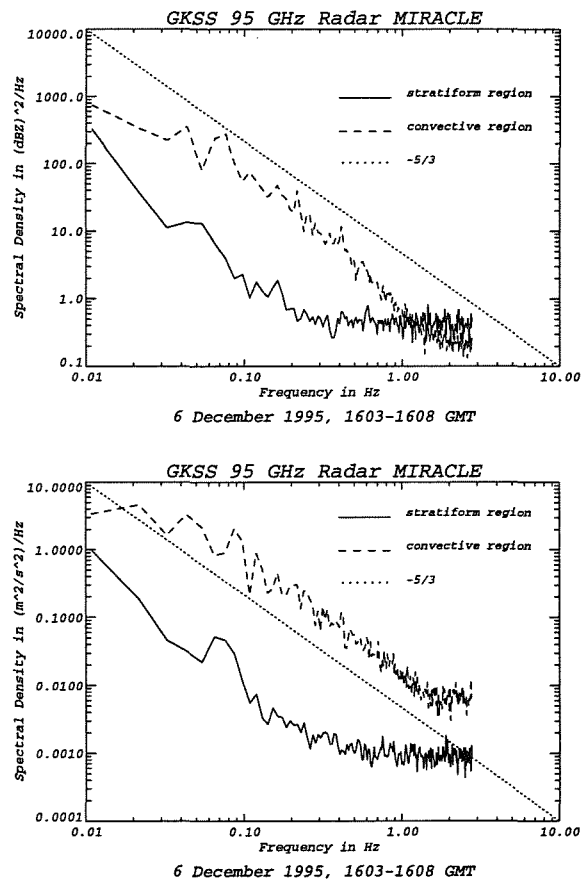 GKSS 95 GHz Radar MIRACLE
Spectral Density in (dBZ)^2/Hz
10000.0
1000.0
100.0
10.0
1.0
0.1
stratiform region
convective region
-5/3
0.01 0.10 1.00 10.00
Frequency in Hz
6 December 1995, 1603-1608 GMT
GKSS 95 GHz Radar MIRACLE
Spectral Density in (m^2/s^2)/Hz
10.0000
1.0000
0.1000
0.0100
0.0010
0.0001
stratiform region
convective region
-5/3
0.01 0.10 1.00 10.00
Frequency in Hz
6 December 1995, 1603-1608 GMT